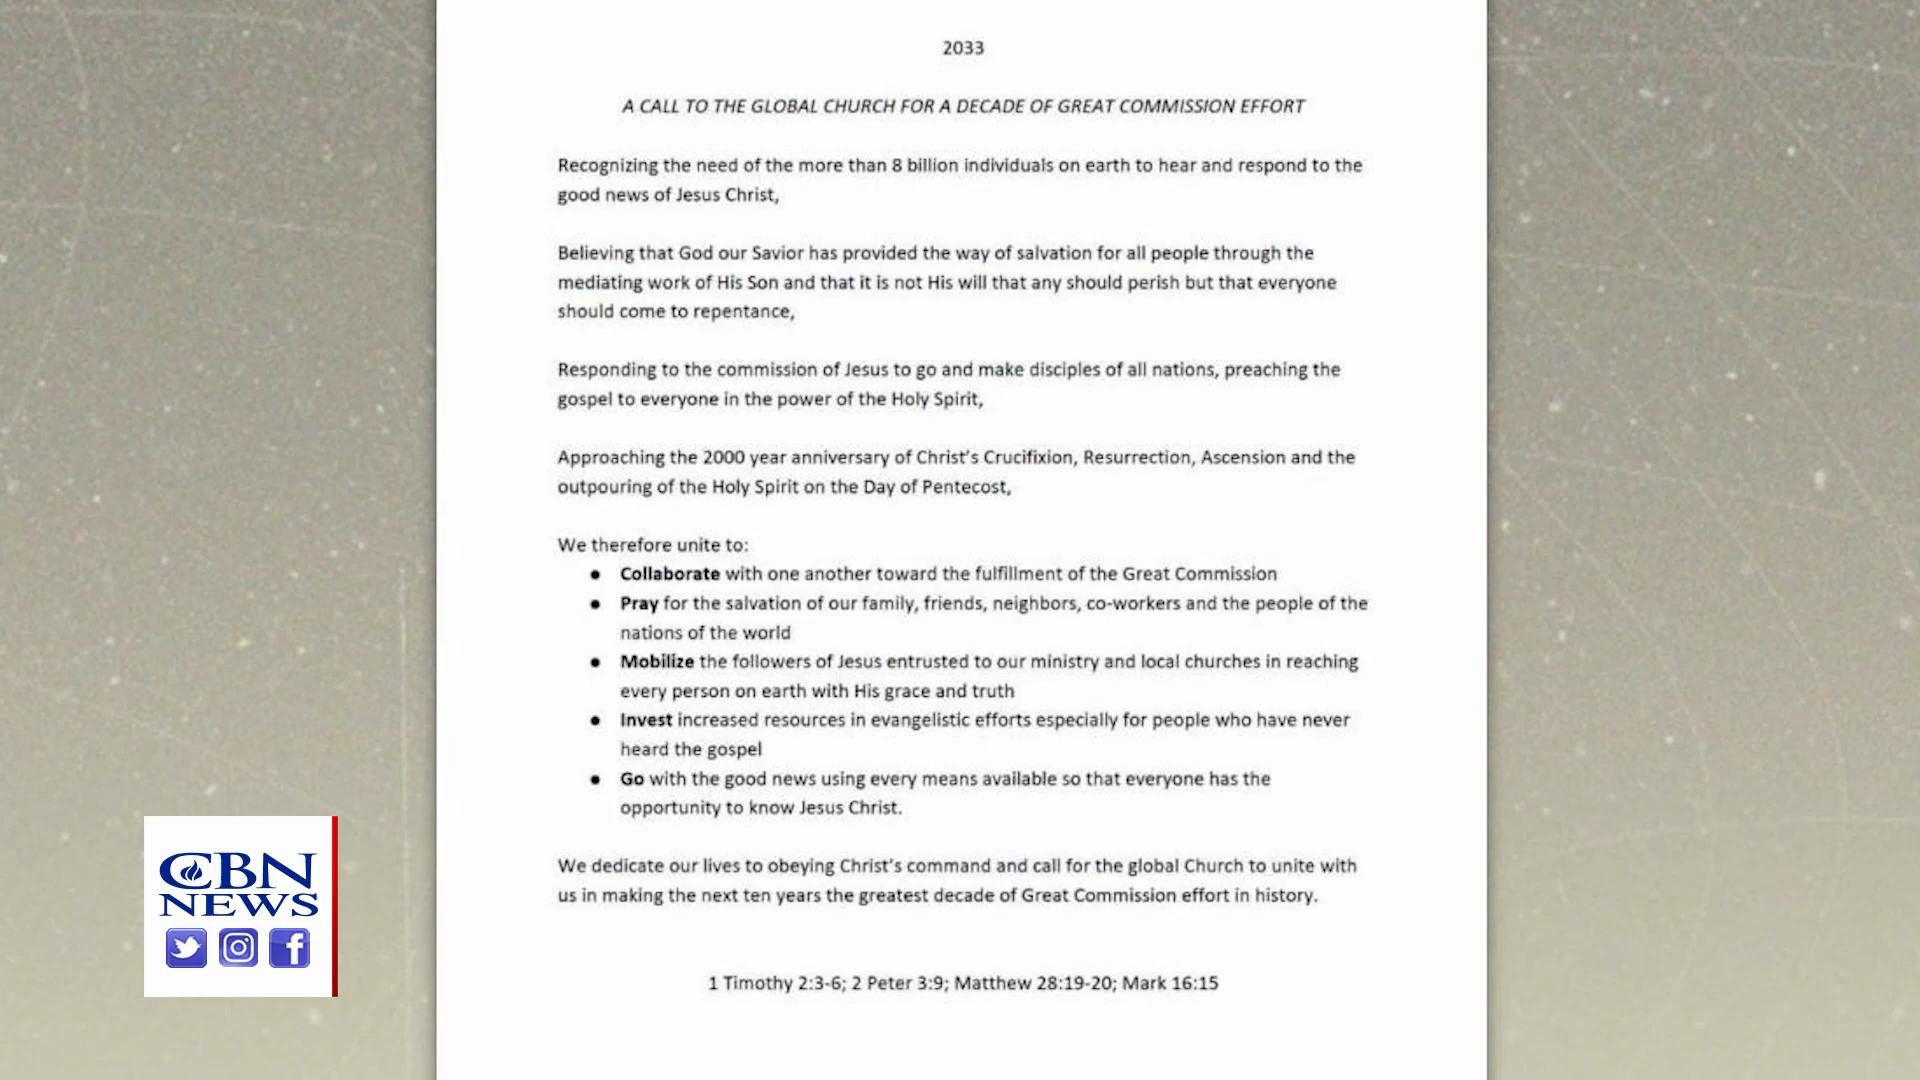 2033
A CALL TO THE GLOBAL CHURCH FOR A DECADE OF GREAT COMMISSION EFFORT
Recognizing the need of the more than 8 billion individuals on earth to hear and respond to the
good news of Jesus Christ,
Believing that God our Savior has provided the way of salvation for all people through the
mediating work of His Son and that it is not His will that any should perish but that everyone
should come to repentance,
Responding to the commission of Jesus to go and make disciples of all nations, preaching the
gospel to everyone in the power of the Holy Spirit,
Approaching the 2000 year anniversary of Christ's Crucifixion, Resurrection, Ascension and the
outpouring of the Holy Spirit on the Day of Pentecost,
We therefore unite to:
● Collaborate with one another toward the fulfillment of the Great Commission
● Pray for the salvation of our family, friends, neighbors, co-workers and the people of the
nations of the world
● Mobilize the followers of Jesus entrusted to our ministry and local churches in reaching
every person on earth with His grace and truth
● Invest increased resources in evangelistic efforts especially for people who have never
heard the gospel
● Go with the good news using every means available so that everyone has the
opportunity to know Jesus Christ.
We dedicate our lives to obeying Christ's command and call for the global Church to unite with
us in making the next ten years the greatest decade of Great Commission effort in history.
1 Timothy 2:3-6; 2 Peter 3:9; Matthew 28:19-20; Mark 16:15
CBN
NEWS